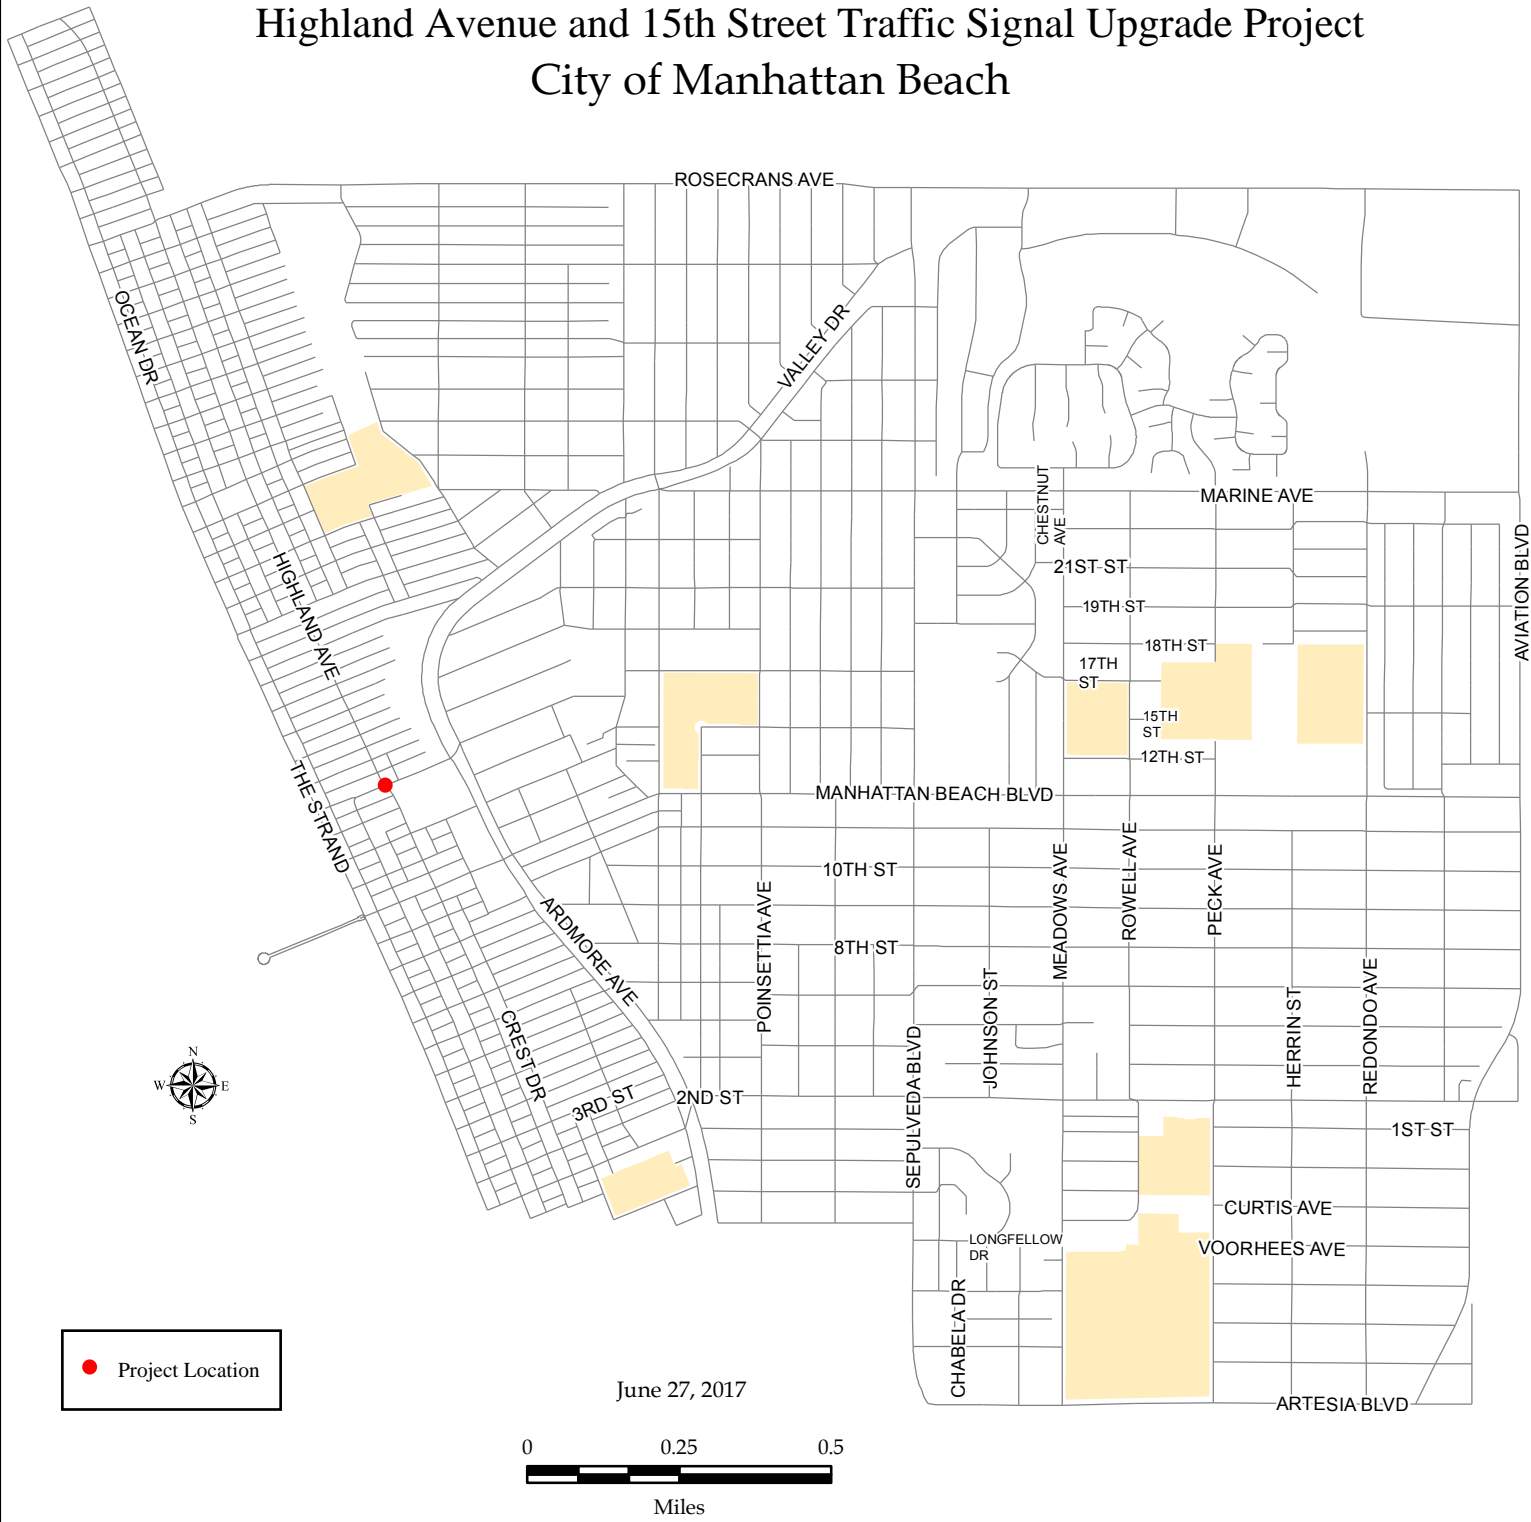 Highland Avenue and 15th Street Traffic Signal Upgrade Project
City of Manhattan Beach
ROSECRANS AVE
OCEAN DR
VALLEY DR
MARINE AVE
CHESTNUT
AVE
AVIATION BLVD
HIGHLAND AVE
21ST ST
19TH ST
18TH ST
17TH
ST
15TH
ST
12TH ST
THE STRAND
MANHATTAN BEACH BLVD
10TH ST
MEADOWS AVE
ROWELL AVE
PECK AVE
POINSETTIA AVE
ARDMORE AVE
8TH ST
JOHNSON ST
HERRIN ST
REDONDO AVE
CREST DR
SEPULVEDA BLVD
3RD ST
2ND ST
1ST ST
N
W
E
S
CURTIS AVE
LONGFELLOW
DR
VOORHEES AVE
CHABELA DR
ARTESIA BLVD
Project Location
June 27, 2017
0 0.25 0.5
Miles